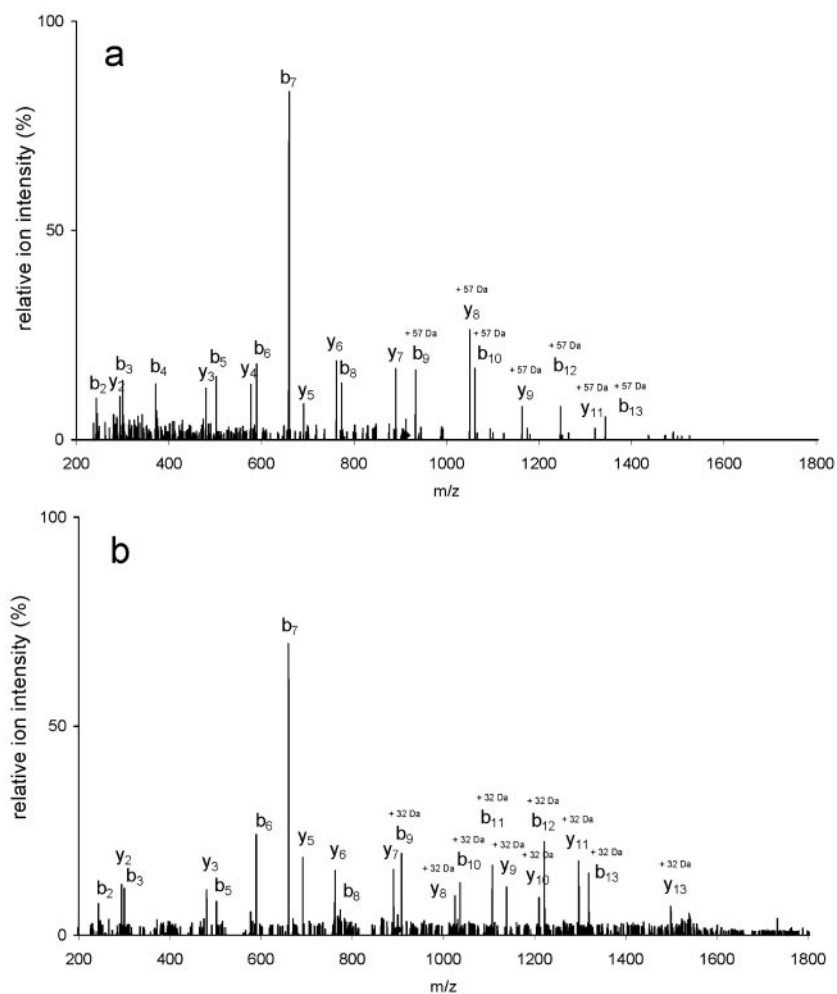 100
a
b₇
relative ion intensity (%)
50
b₂
y₂
b₃
b₄
y₃
b₅
y₄
b₆
y₅
y₆
b₈
y₇
+ 57 Da
b₉
+ 57 Da
y₈
+ 57 Da
b₁₀
+ 57 Da
y₉
+ 57 Da
b₁₂
+ 57 Da
y₁₁
+ 57 Da
b₁₃
0
200 400 600 800 1000 1200 1400 1600 1800
m/z
100
b
b₇
relative ion intensity (%)
50
b₂
y₂
b₃
y₃
b₅
b₆
y₅
y₆
b₈
y₇
+ 32 Da
b₉
+ 32 Da
y₈
+ 32 Da
b₁₀
+ 32 Da
b₁₁
+ 32 Da
y₉
+ 32 Da
y₁₀
+ 32 Da
b₁₂
+ 32 Da
y₁₁
+ 32 Da
b₁₃
+ 32 Da
y₁₃
0
200 400 600 800 1000 1200 1400 1600 1800
m/z